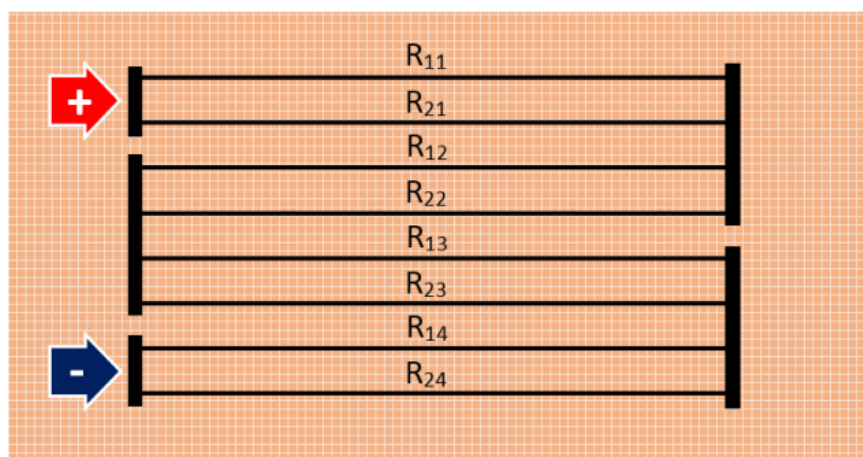 R₁₁
+
R₂₁
R₁₂
R₂₂
R₁₃
R₂₃
R₁₄
-
R₂₄